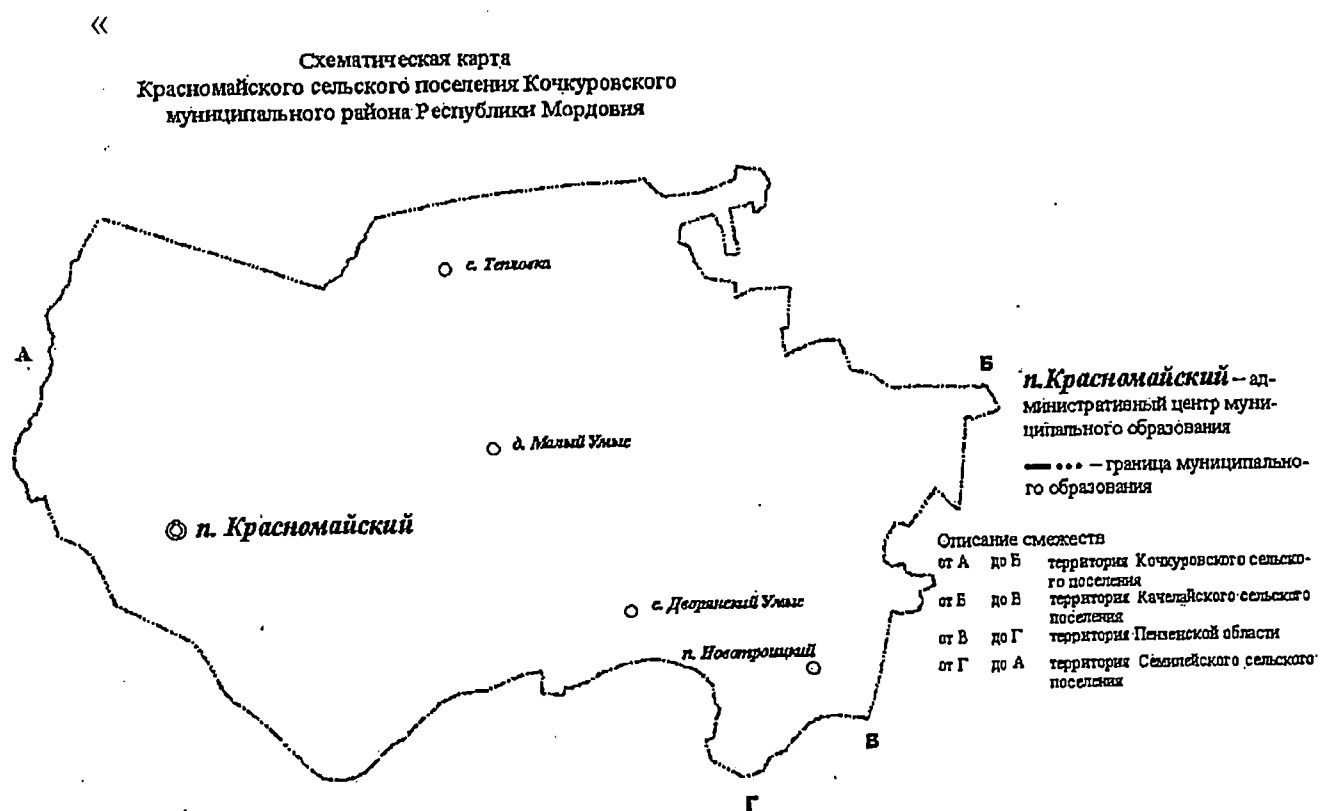 «
Схематическая карта
Красномайского сельского поселения Кочкуровского
муниципального района Республики Мордовия
с. Тепловка
А
Б
п.Красномайский – ад-
министративный центр муни-
ципального образования
д. Малый Умыс
– граница муниципально-
го образования
п. Красномайский
Описание смежеств
от А до Б территория Кочкуровского сельско-
го поселения
от Б до В территория Качелайского сельского
поселения
от В до Г территория Пензенской области
от Г до А территория Семилейского сельского
поселения
с. Дворянский Умыс
п. Новотроицкий
В
Г